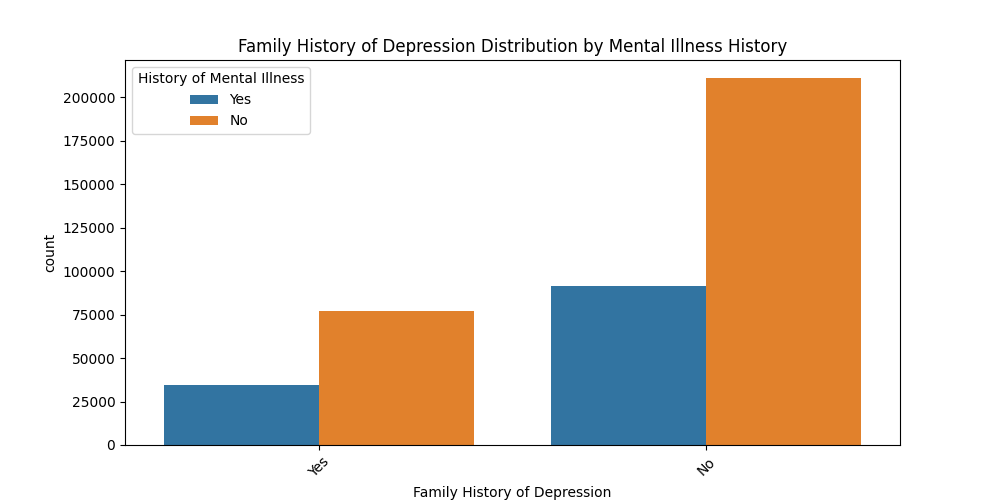 Family History of Depression Distribution by Mental Illness History
History of Mental Illness
Yes
No
200000
175000
150000
125000
100000
75000
50000
25000
0
count
Yes
No
Family History of Depression